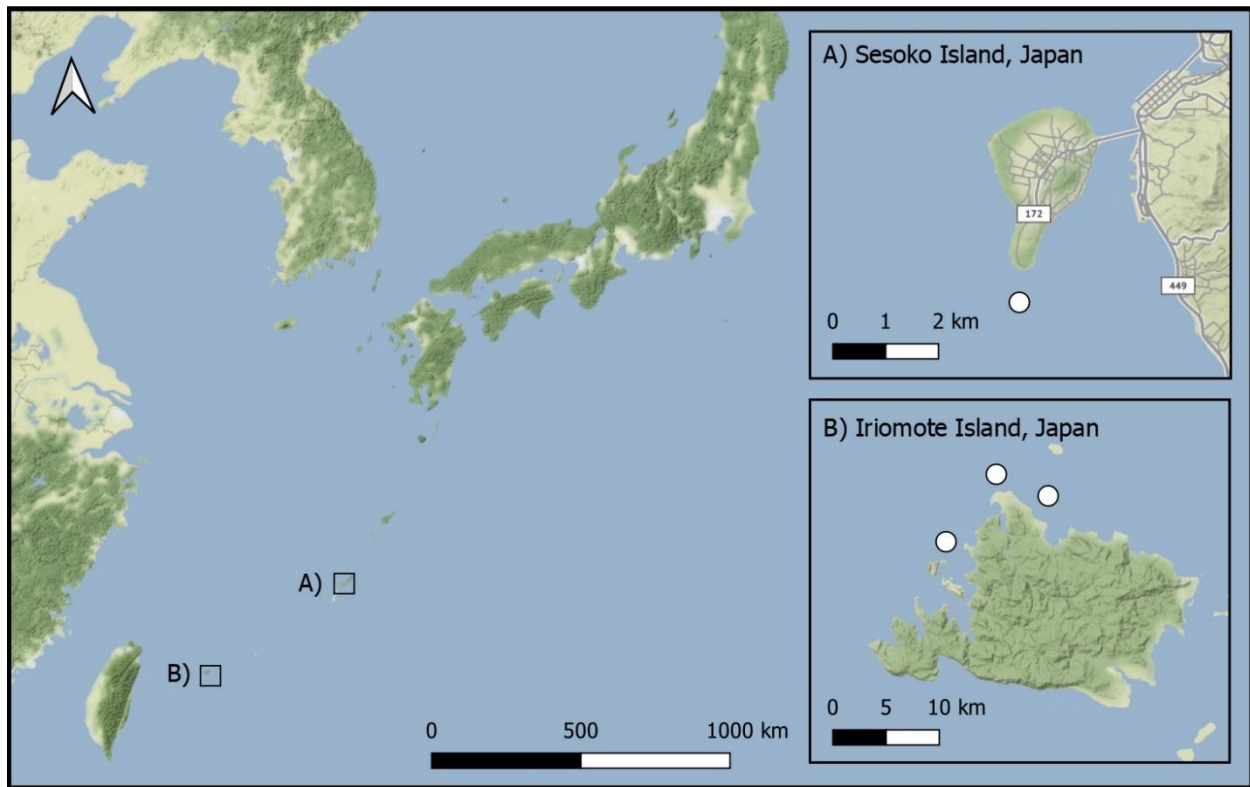 A) Sesoko Island, Japan
172
449
0 1 2 km
B) Iriomote Island, Japan
0 5 10 km
A)
B)
0 500 1000 km